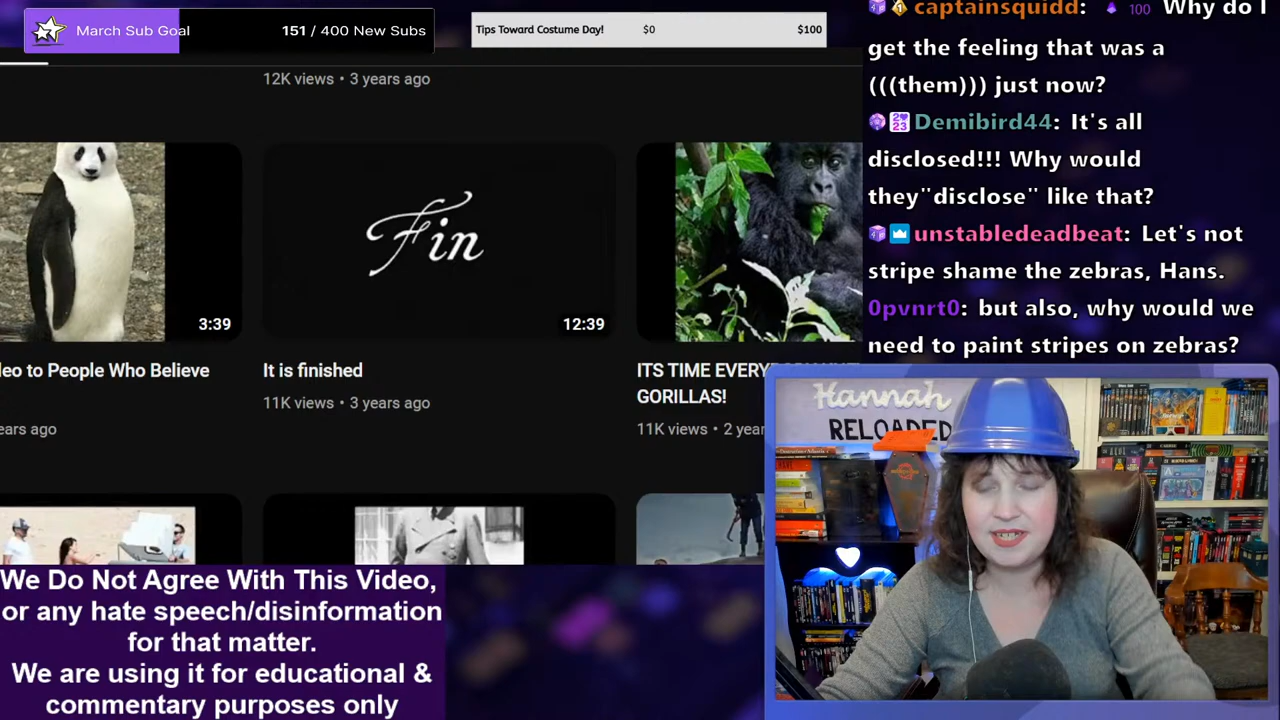 March Sub Goal 151 / 400 New Subs
Tips Toward Costume Day! $0 $100
12K views • 3 years ago
3:39
12:39
leo to People Who Believe
ears ago
It is finished
11K views • 3 years ago
Fin
ITS TIME EVERY
GORILLAS!
11K views • 2 year
We Do Not Agree With This Video,
or any hate speech/disinformation
for that matter.
We are using it for educational &
commentary purposes only
captainsquidd: 100 Why do I
get the feeling that was a
(((them))) just now?
Demibird44: It's all
disclosed!!! Why would
they"disclose" like that?
unstabledeadbeat: Let's not
stripe shame the zebras, Hans.
0pvnrt0: but also, why would we
need to paint stripes on zebras?
Hannah
RELOADED